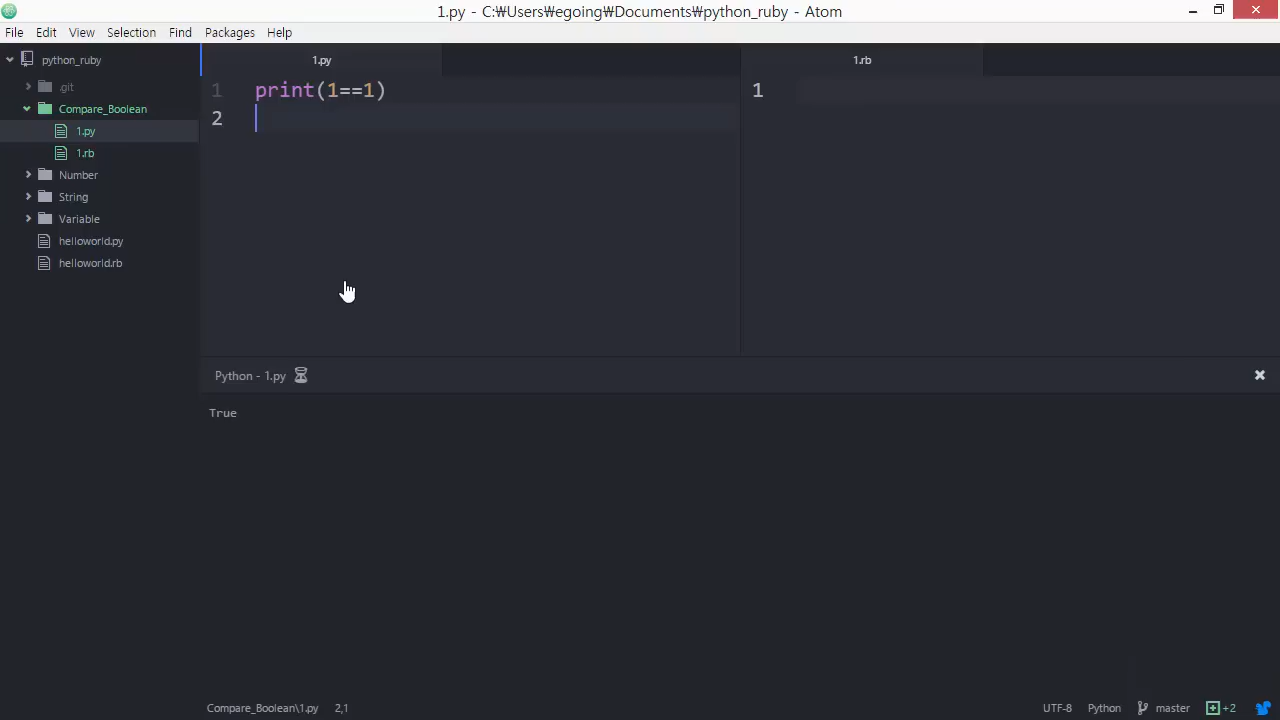 1.py - C:₩Users₩egoing₩Documents₩python_ruby - Atom
File Edit View Selection Find Packages Help
python_ruby
.git
Compare_Boolean
1.py
1.rb
Number
String
Variable
helloworld.py
helloworld.rb
1.py
1 print(1==1)
2
1.rb
1
Python - 1.py
True
Compare_Boolean\1.py 2,1
UTF-8 Python master +2